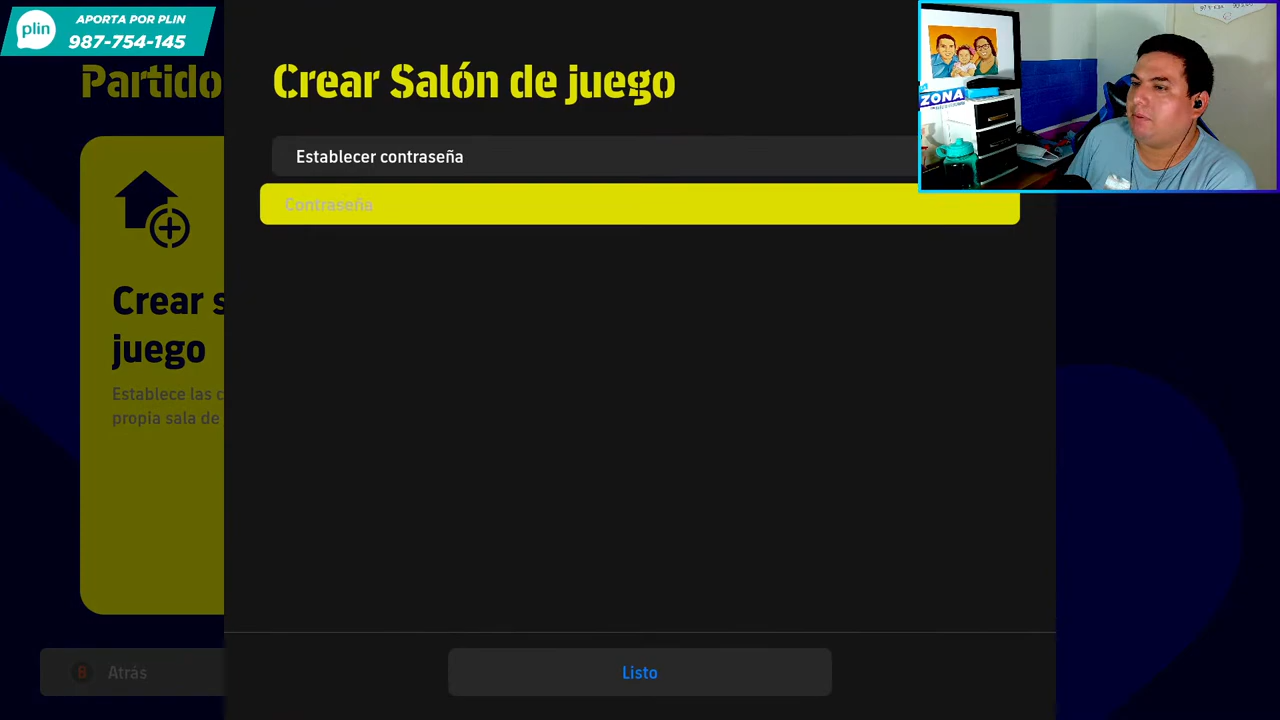 plin
APORTA POR PLIN
987-754-145
Partido
Crear Salón de juego
Establecer contraseña
Contraseña
Crear s
juego
Establece las c
propia sala de
B Atrás
Listo
ZONA